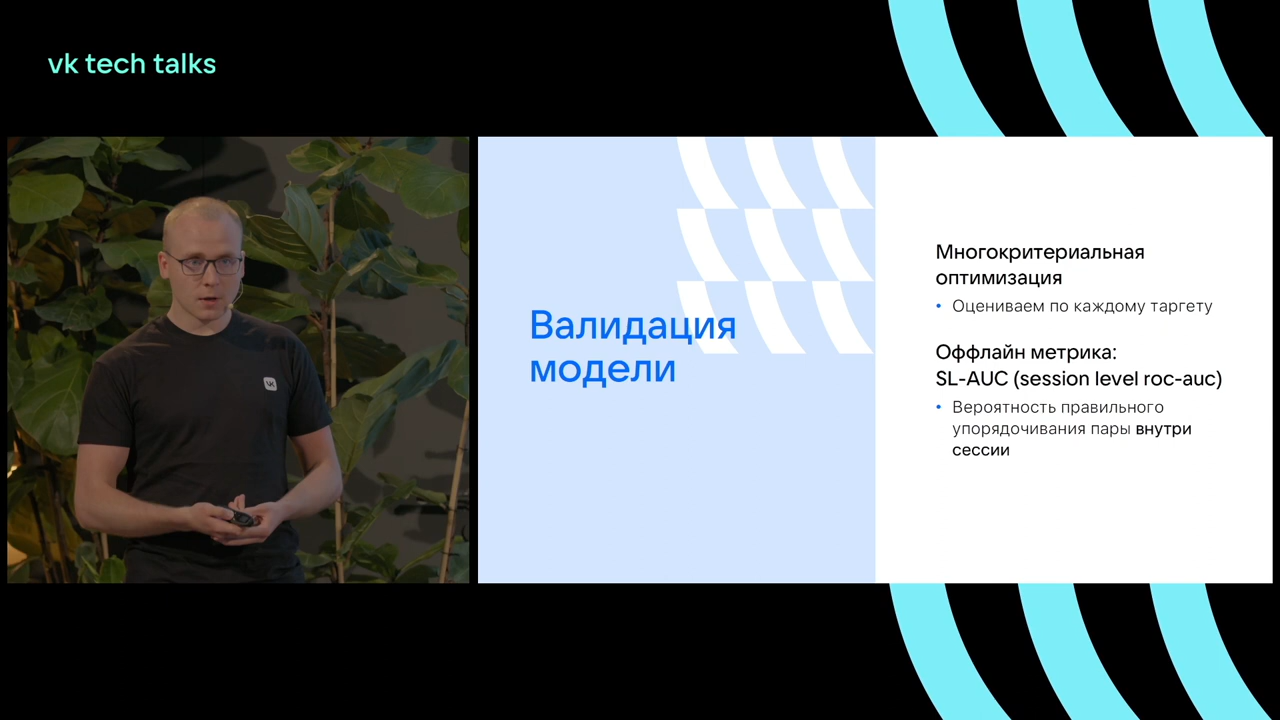 vk tech talks
Валидация
модели
Многокритериальная
оптимизация
• Оцениваем по каждому таргету
Оффлайн метрика:
SL-AUC (session level roc-auc)
• Вероятность правильного
упорядочивания пары внутри
сессии